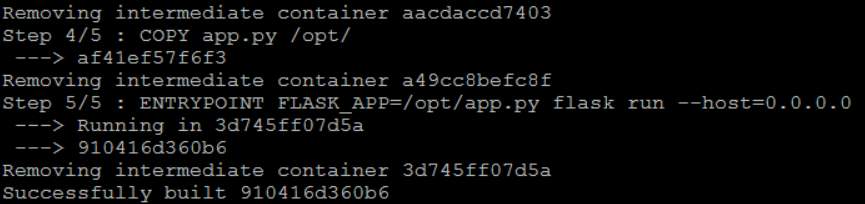 Removing intermediate container aacdaccd7403
Step 4/5 : COPY app.py /opt/
 ---> af41ef57f6f3
Removing intermediate container a49cc8befc8f
Step 5/5 : ENTRYPOINT FLASK_APP=/opt/app.py flask run --host=0.0.0.0
 ---> Running in 3d745ff07d5a
 ---> 910416d360b6
Removing intermediate container 3d745ff07d5a
Successfully built 910416d360b6